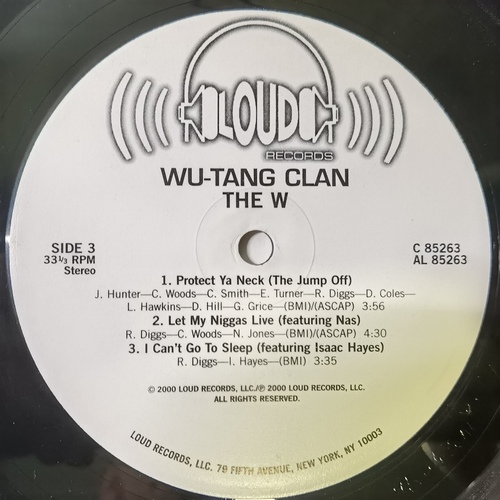 LOUD
RECORDS
WU-TANG CLAN
THE W
SIDE 3
33 1/3 RPM
Stereo
C 85263
AL 85263
1. Protect Ya Neck (The Jump Off)
J. Hunter—C. Woods—C. Smith—E. Turner—R. Diggs—D. Coles—
L. Hawkins—D. Hill—G. Grice—(BMI)/(ASCAP) 3:56
2. Let My Niggas Live (featuring Nas)
R. Diggs—C. Woods—N. Jones—(BMI)/(ASCAP) 4:30
3. I Can't Go To Sleep (featuring Isaac Hayes)
R. Diggs—I. Hayes—(BMI) 3:35
© 2000 LOUD RECORDS, LLC./℗ 2000 LOUD RECORDS, LLC.
ALL RIGHTS RESERVED.
LOUD RECORDS, LLC. 79 FIFTH AVENUE, NEW YORK, NY 10003